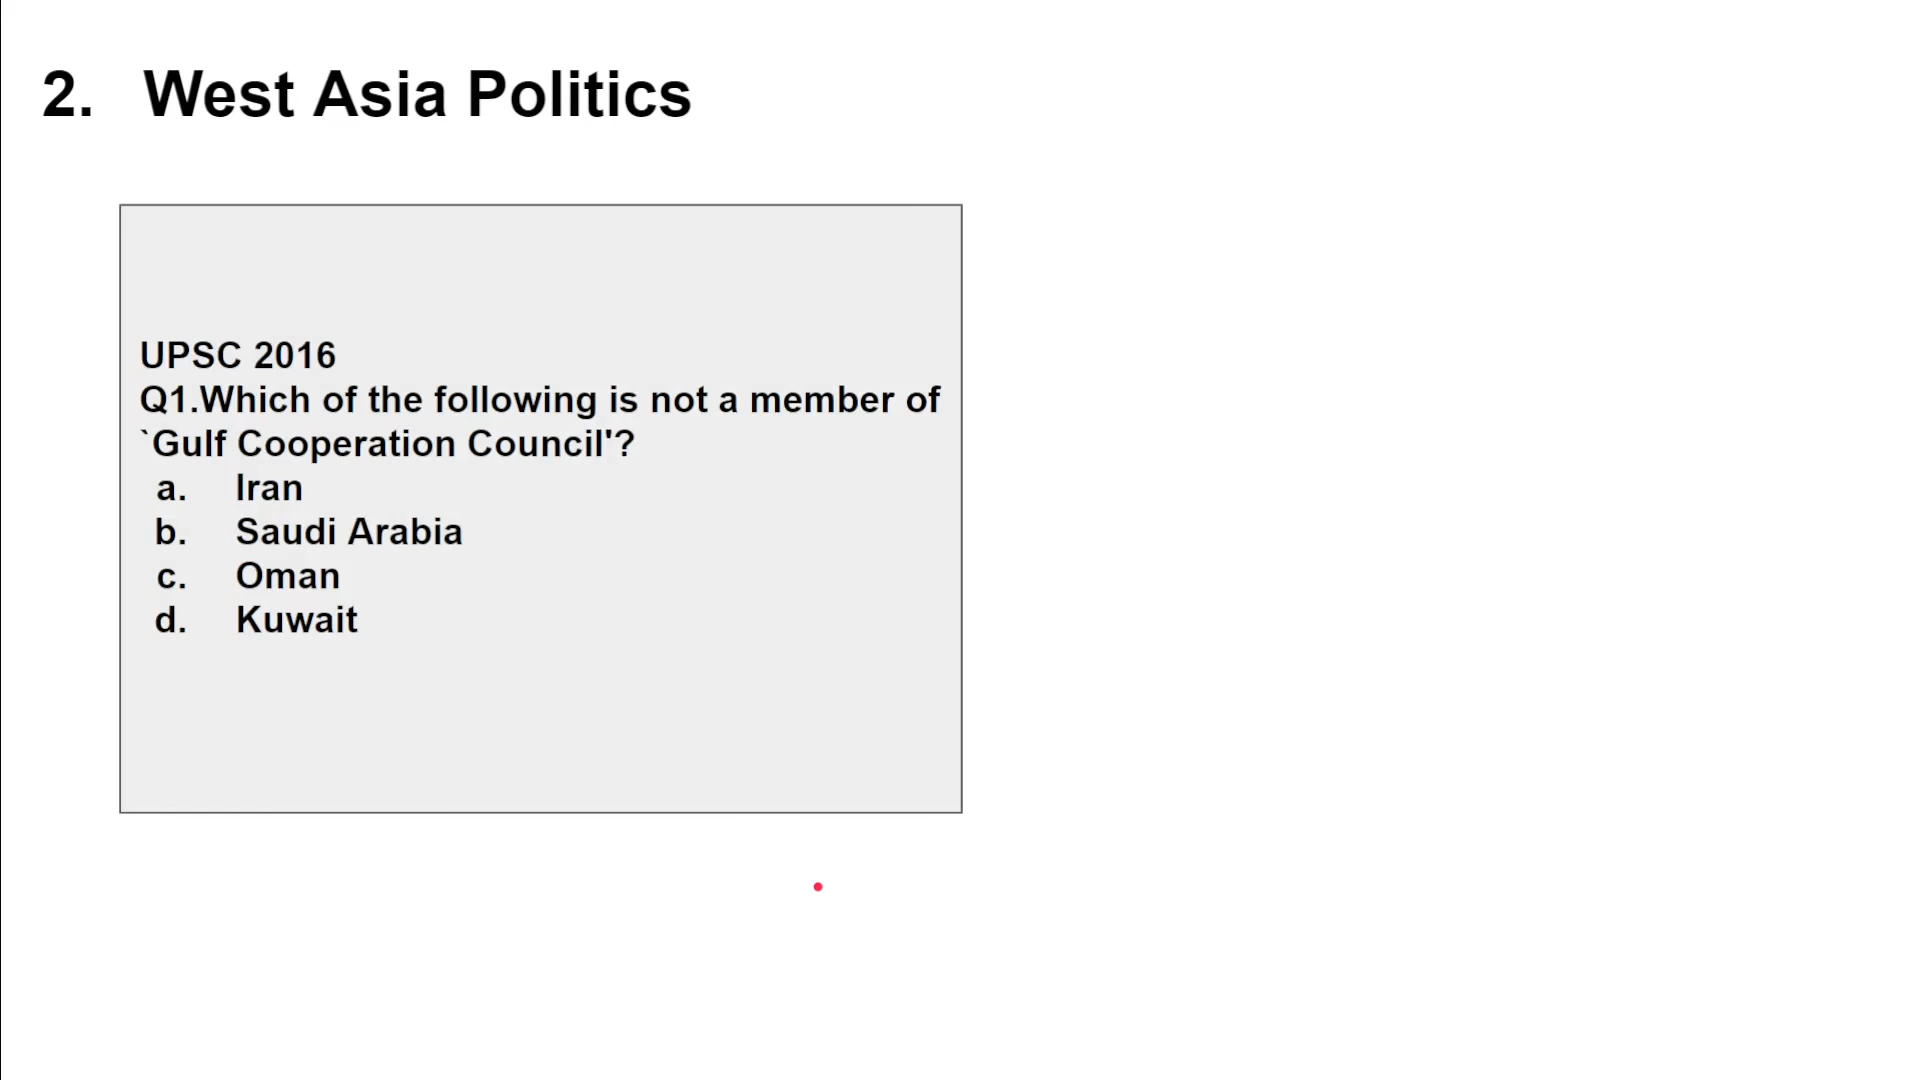 2. West Asia Politics
UPSC 2016
Q1.Which of the following is not a member of
`Gulf Cooperation Council'?
a. Iran
b. Saudi Arabia
c. Oman
d. Kuwait